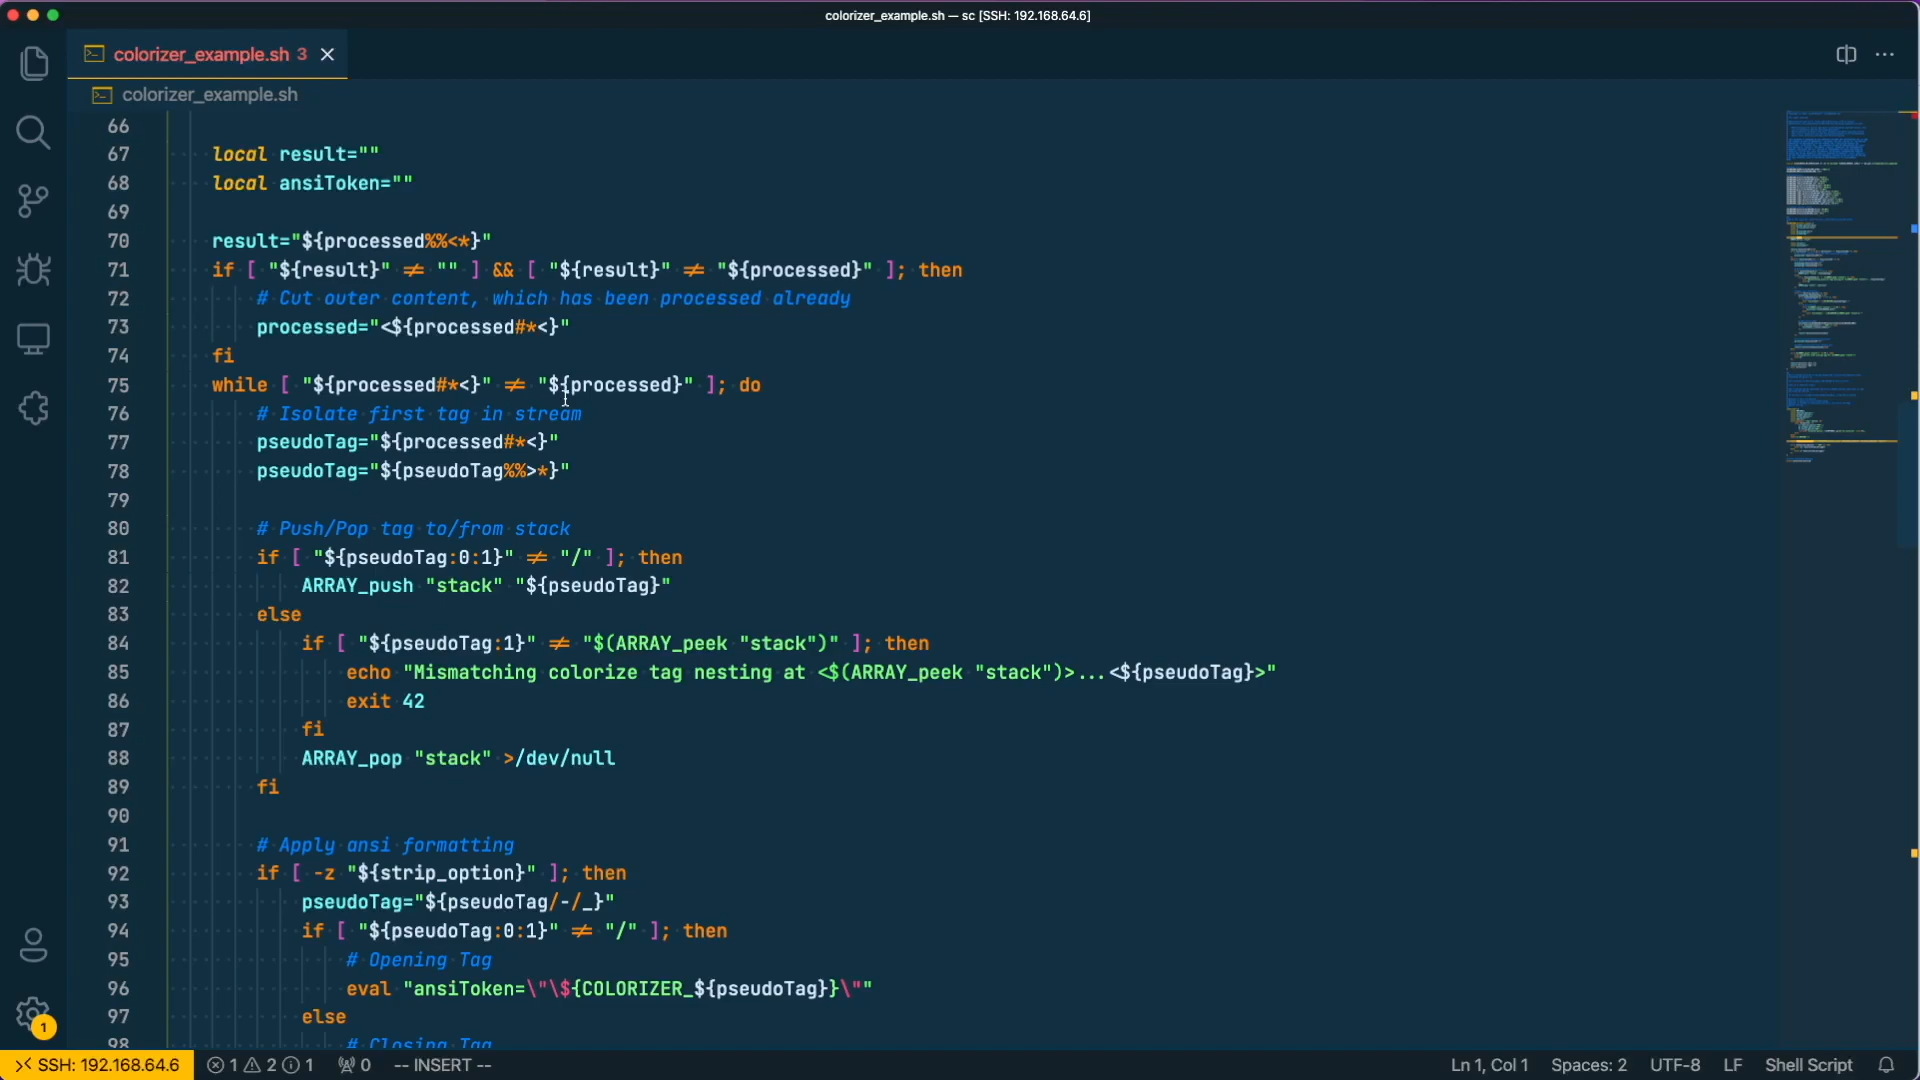 colorizer_example.sh — sc [SSH: 192.168.64.6]
colorizer_example.sh 3
colorizer_example.sh
66
67 local result=""
68 local ansiToken=""
69
70 result="${processed%%<*}"
71 if [ "${result}" != "" ] && [ "${result}" != "${processed}" ]; then
72 # Cut outer content, which has been processed already
73 processed="<${processed#*<}"
74 fi
75 while [ "${processed#*<}" != "${processed}" ]; do
76 # Isolate first tag in stream
77 pseudoTag="${processed#*<}"
78 pseudoTag="${pseudoTag%%>*}"
79
80 # Push/Pop tag to/from stack
81 if [ "${pseudoTag:0:1}" != "/" ]; then
82 ARRAY_push "stack" "${pseudoTag}"
83 else
84 if [ "${pseudoTag:1}" != "$(ARRAY_peek "stack")" ]; then
85 echo "Mismatching colorize tag nesting at <$(ARRAY_peek "stack")>...<${pseudoTag}>"
86 exit 42
87 fi
88 ARRAY_pop "stack" >/dev/null
89 fi
90
91 # Apply ansi formatting
92 if [ -z "${strip_option}" ]; then
93 pseudoTag="${pseudoTag/-/_}"
94 if [ "${pseudoTag:0:1}" != "/" ]; then
95 # Opening Tag
96 eval "ansiToken=\"\${COLORIZER_${pseudoTag}}\""
97 else
98 # Closing Tag
1
SSH: 192.168.64.6 1 2 1 0 -- INSERT -- Ln 1, Col 1 Spaces: 2 UTF-8 LF Shell Script